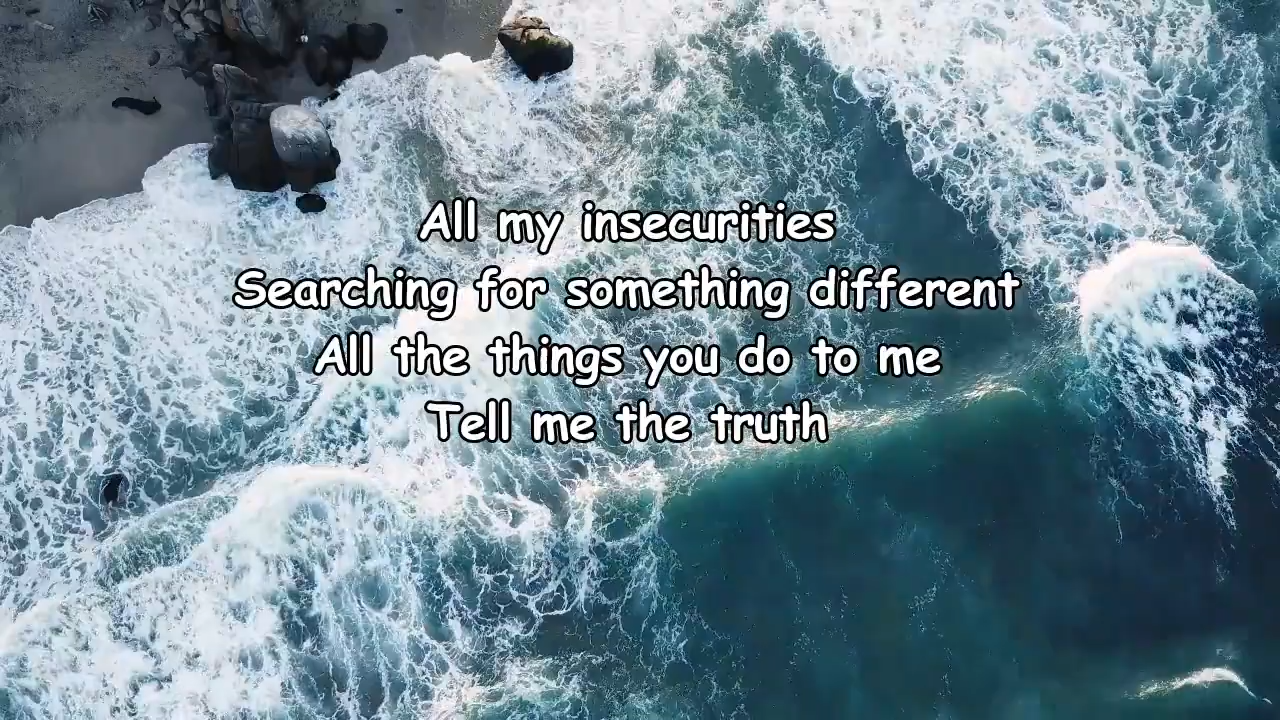 All my insecurities
Searching for something different
All the things you do to me
Tell me the truth